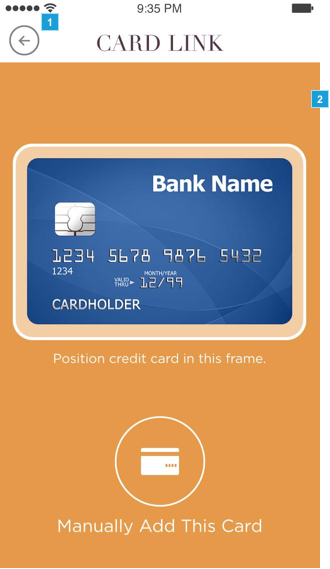 9:35 PM
1
CARD LINK
2
Bank Name
1234 5678 9876 5432
1234
MONTH/YEAR
VALID THRU 12/99
CARDHOLDER
Position credit card in this frame.
Manually Add This Card